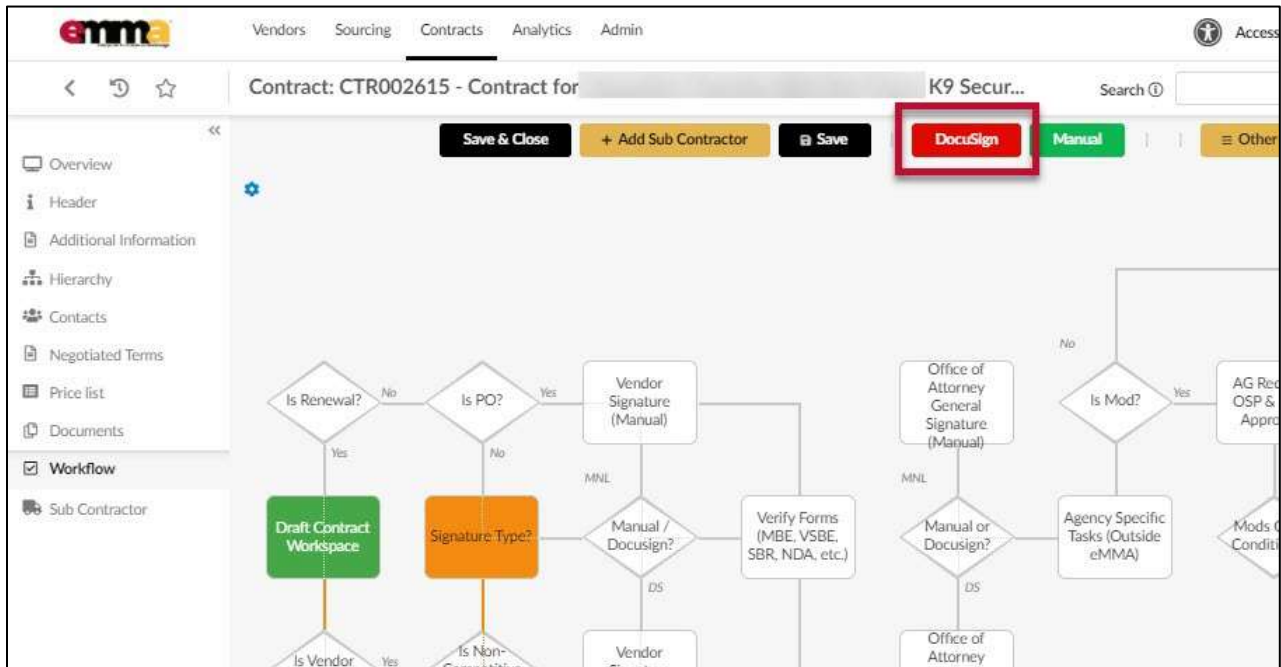 emma
Vendors Sourcing Contracts Analytics Admin
Access
Contract: CTR002615 - Contract for K9 Secur...
Search
Save & Close
+ Add Sub Contractor
Save
DocuSign
Manual
Other
Overview
Header
Additional Information
Hierarchy
Contacts
Negotiated Terms
Price list
Documents
Workflow
Sub Contractor
Is Renewal?
No
Is PO?
Yes
Vendor
Signature
(Manual)
Office of
Attorney
General
Signature
(Manual)
No
Is Mod?
Yes
AG
OSP &
Yes
No
MNL
MNL
Draft Contract
Workspace
Signature Type?
Manual /
Docusign?
Verify Forms
(MBE, VSBE,
SBR, NDA, etc.)
Manual or
Docusign?
Agency Specific
Tasks (Outside
eMMA)
Mods
DS
DS
Is Vendor
Yes
Is Non-
Vendor
Office of
Attorney